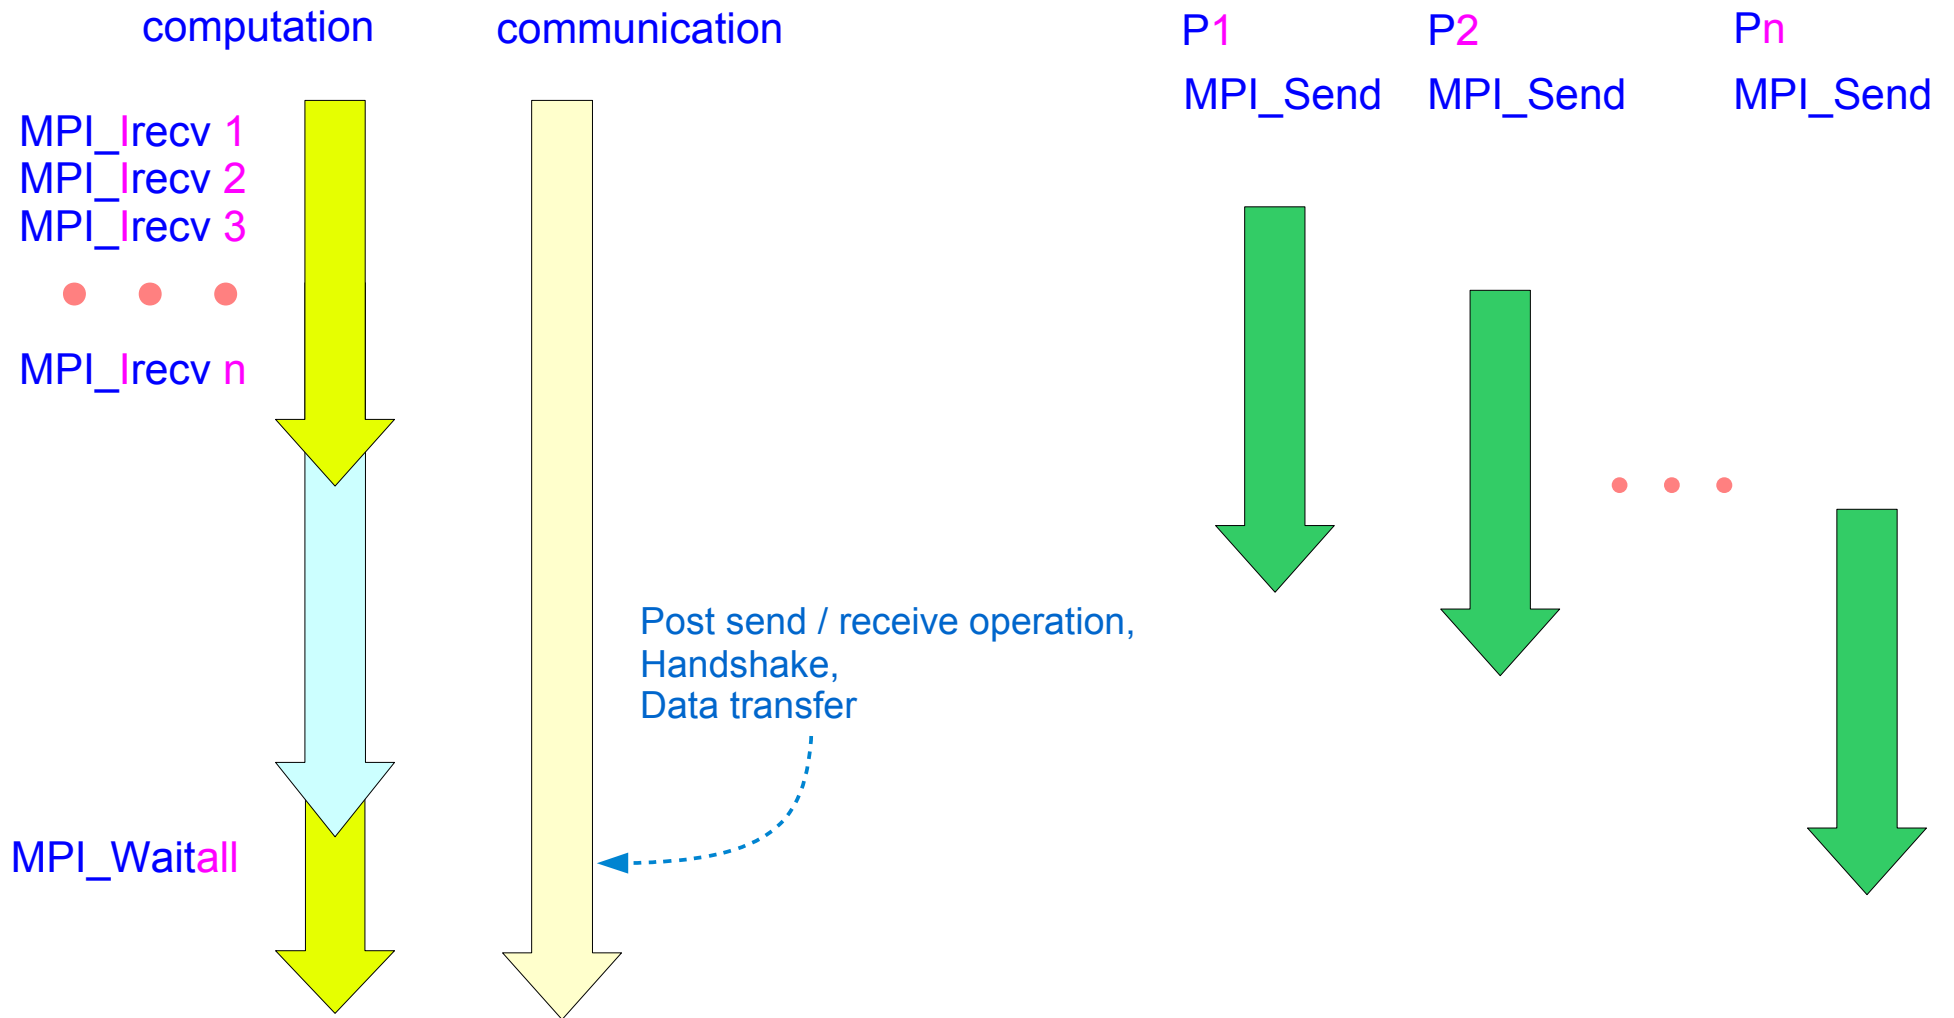 computation
communication
P1
P2
Pn
MPI_Send
MPI_Send
MPI_Send
MPI_Irecv 1
MPI_Irecv 2
MPI_Irecv 3
MPI_Irecv n
Post send / receive operation,
Handshake,
Data transfer
MPI_Waitall